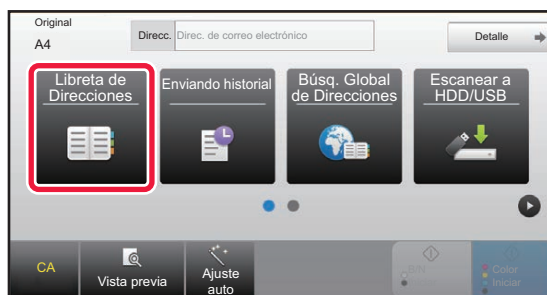 Original
A4
Direcc.
Direc. de correo electrónico
Detalle
Libreta de
Direcciones
Enviando historial
Búsq. Global
de Direcciones
Escanear a
HDD/USB
CA
Vista previa
Ajuste
auto
B/N
Iniciar
Color
Iniciar